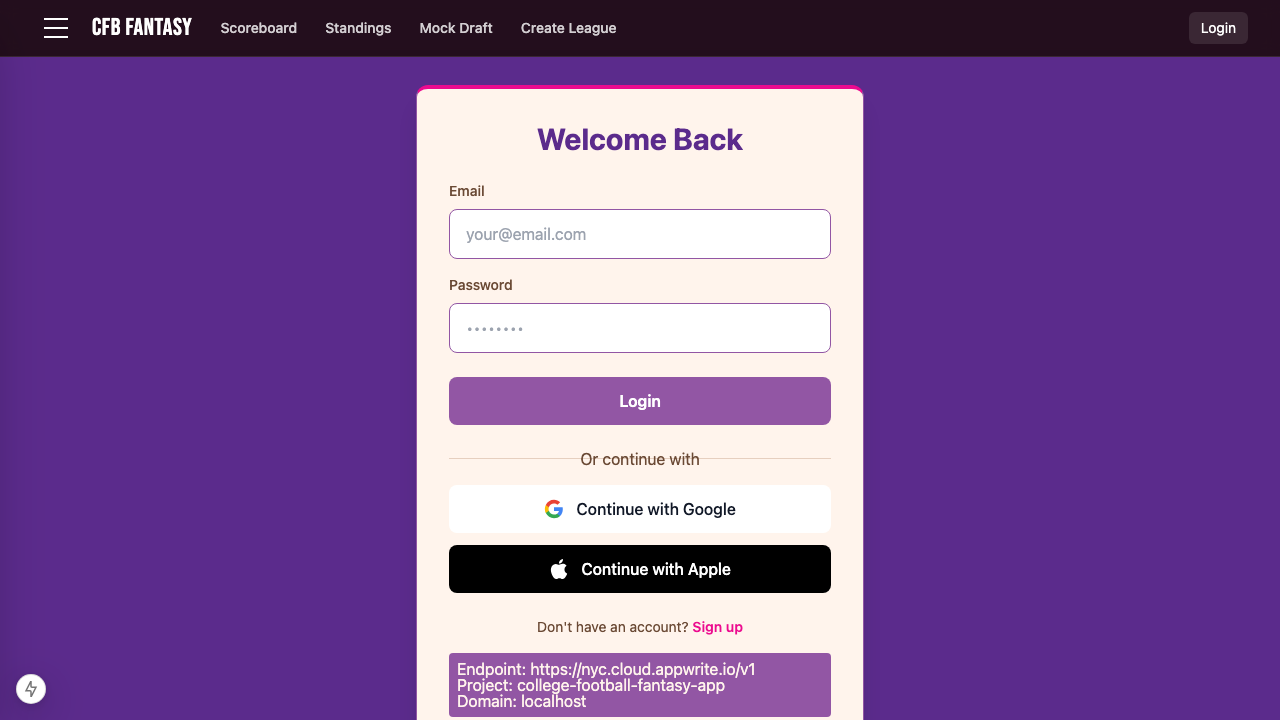 CFB FANTASY
Scoreboard
Standings
Mock Draft
Create League
Login
Welcome Back
Email
your@email.com
Password
••••••••
Login
Or continue with
Continue with Google
Continue with Apple
Don't have an account? Sign up
Endpoint: https://nyc.cloud.appwrite.io/v1
Project: college-football-fantasy-app
Domain: localhost